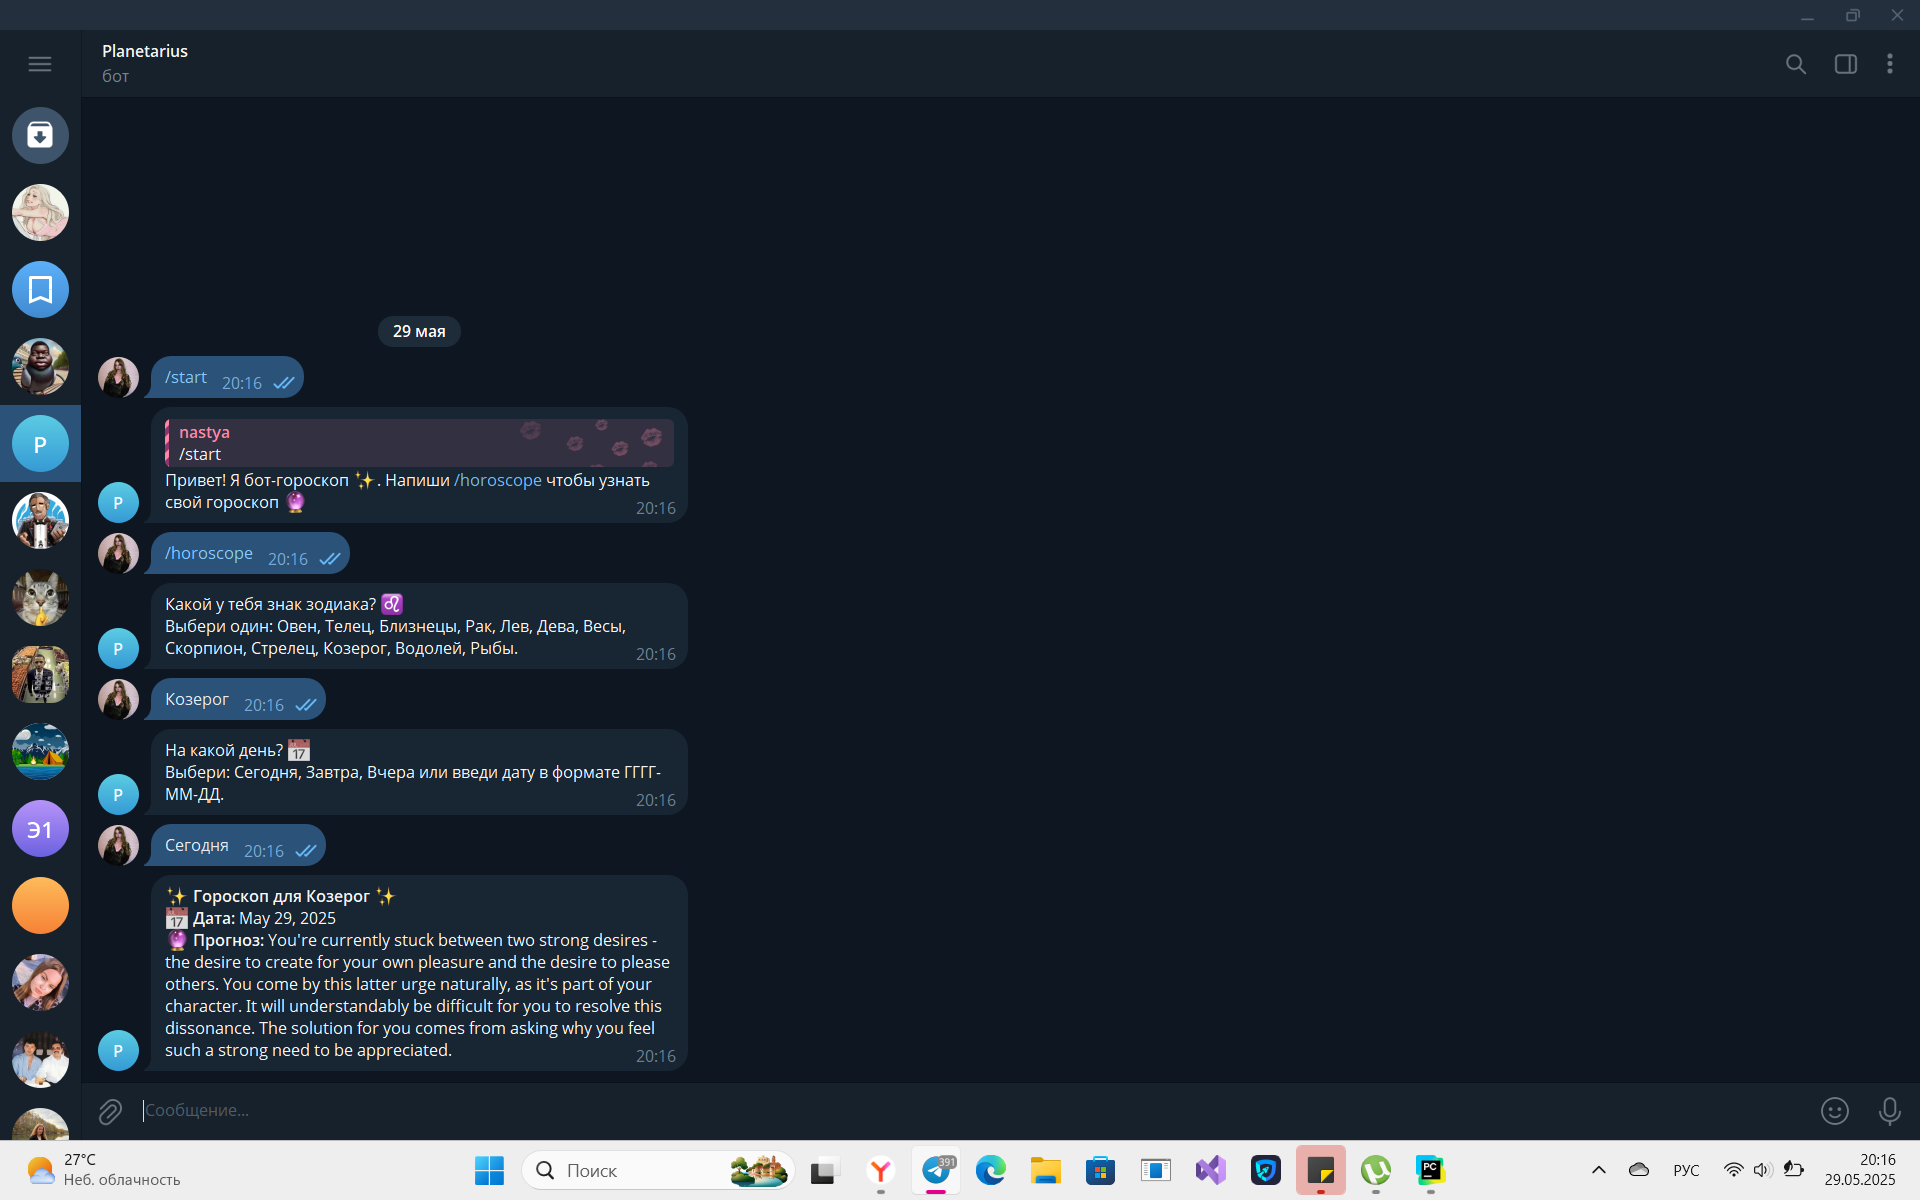 Planetarius
бот
29 мая
/start 20:16
nastya
/start
Привет! Я бот-гороскоп ✨. Напиши /horoscope чтобы узнать
свой гороскоп 🔮 20:16
/horoscope 20:16
Какой у тебя знак зодиака? ♌
Выбери один: Овен, Телец, Близнецы, Рак, Лев, Дева, Весы,
Скорпион, Стрелец, Козерог, Водолей, Рыбы. 20:16
Козерог 20:16
На какой день? 📅
Выбери: Сегодня, Завтра, Вчера или введи дату в формате ГГГГ-
ММ-ДД. 20:16
Сегодня 20:16
✨ Гороскоп для Козерог ✨
📅 Дата: May 29, 2025
🔮 Прогноз: You're currently stuck between two strong desires -
the desire to create for your own pleasure and the desire to please
others. You come by this latter urge naturally, as it's part of your
character. It will understandably be difficult for you to resolve this
dissonance. The solution for you comes from asking why you feel
such a strong need to be appreciated. 20:16
Сообщение...
P
P
P
P
P
Э1
27°C
Неб. облачность
Поиск
391
PC
РУС
20:16
29.05.2025